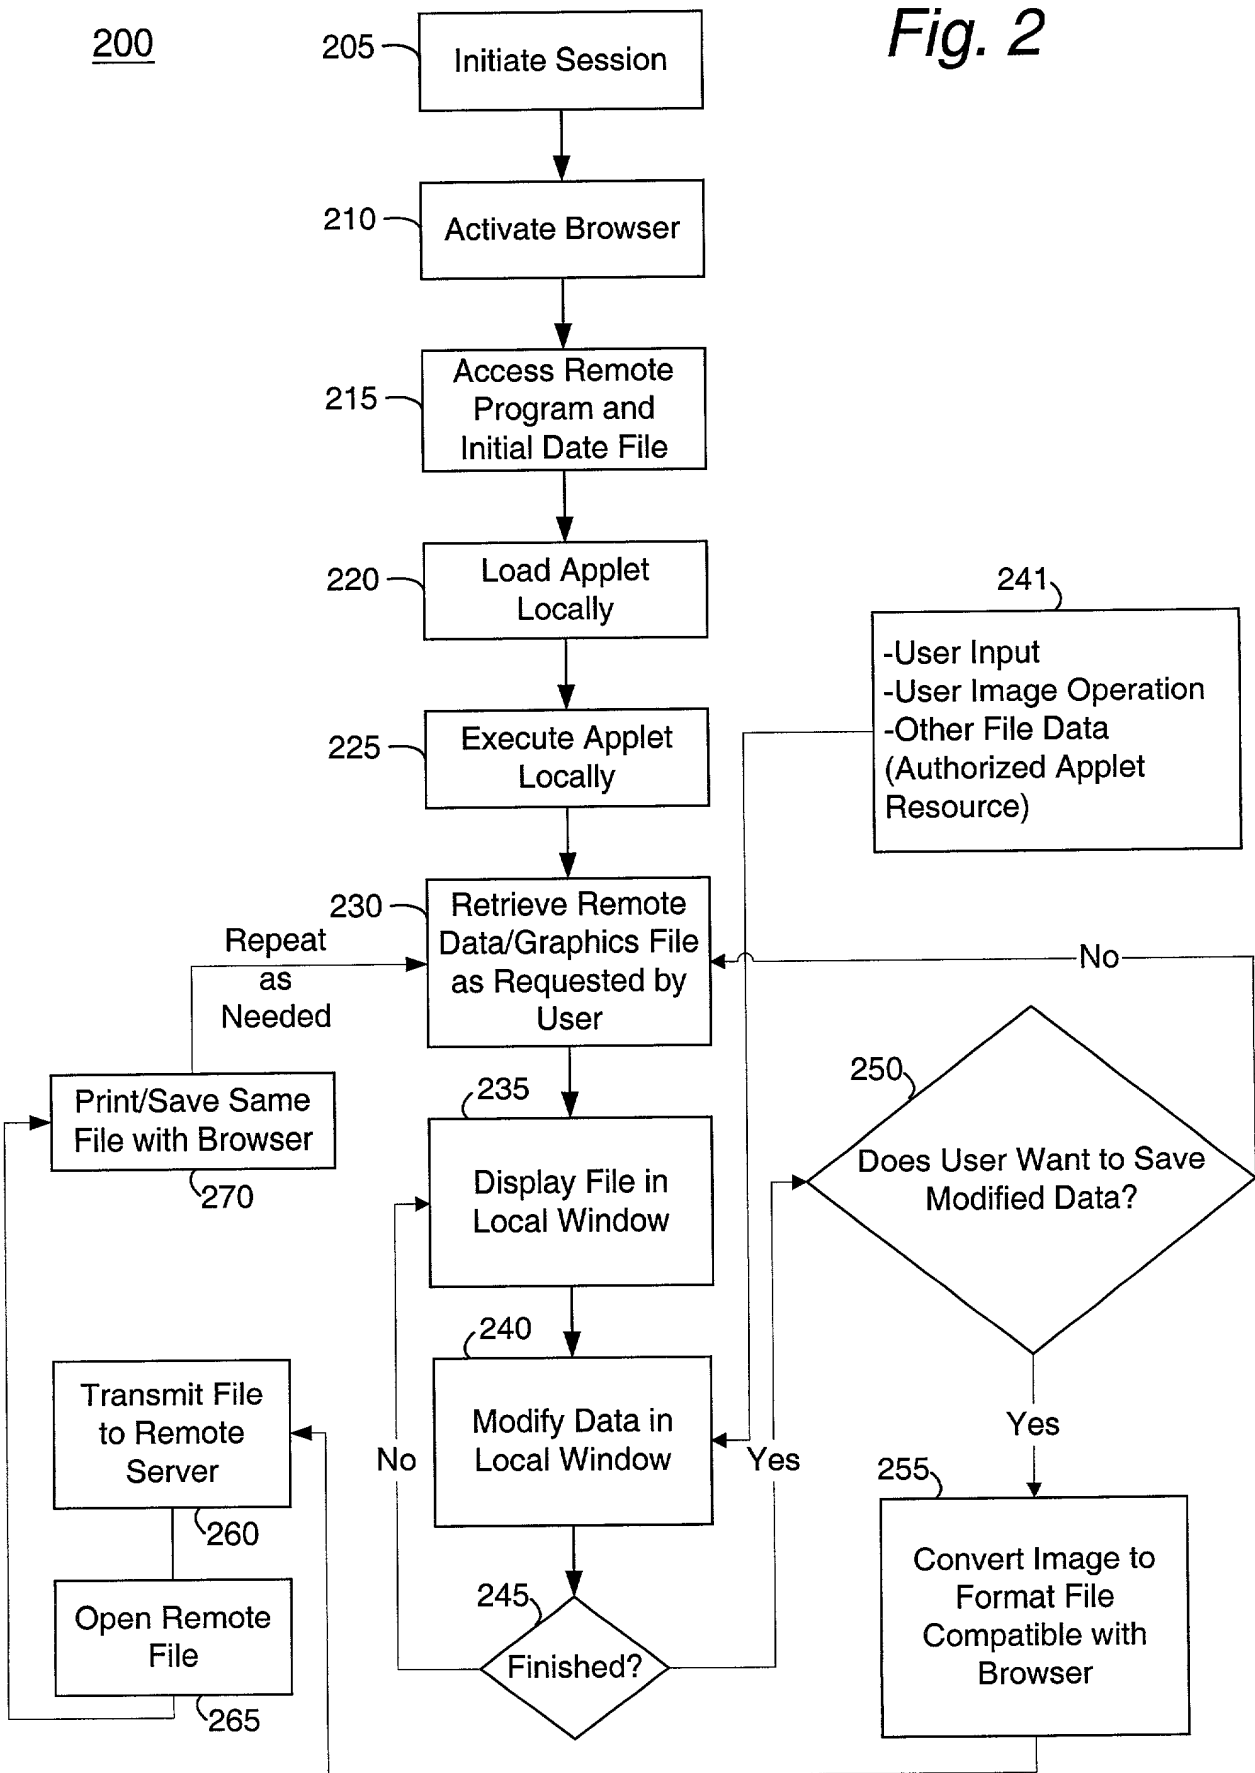 200
Fig. 2
205
Initiate Session
210
Activate Browser
215
Access Remote
Program and
Initial Date File
220
Load Applet
Locally
241
-User Input
-User Image Operation
-Other File Data
(Authorized Applet
Resource)
225
Execute Applet
Locally
230
Retrieve Remote
Data/Graphics File
as Requested by
User
Repeat
as
Needed
No
235
Display File in
Local Window
250
Does User Want to Save
Modified Data?
Print/Save Same
File with Browser
270
240
Modify Data in
Local Window
No
Yes
Yes
Transmit File
to Remote
Server
260
245
Finished?
255
Convert Image to
Format File
Compatible with
Browser
Open Remote
File
265